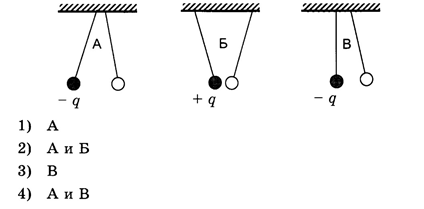 А Б В
– q + q – q
1) А
2) А и Б
3) В
4) А и В